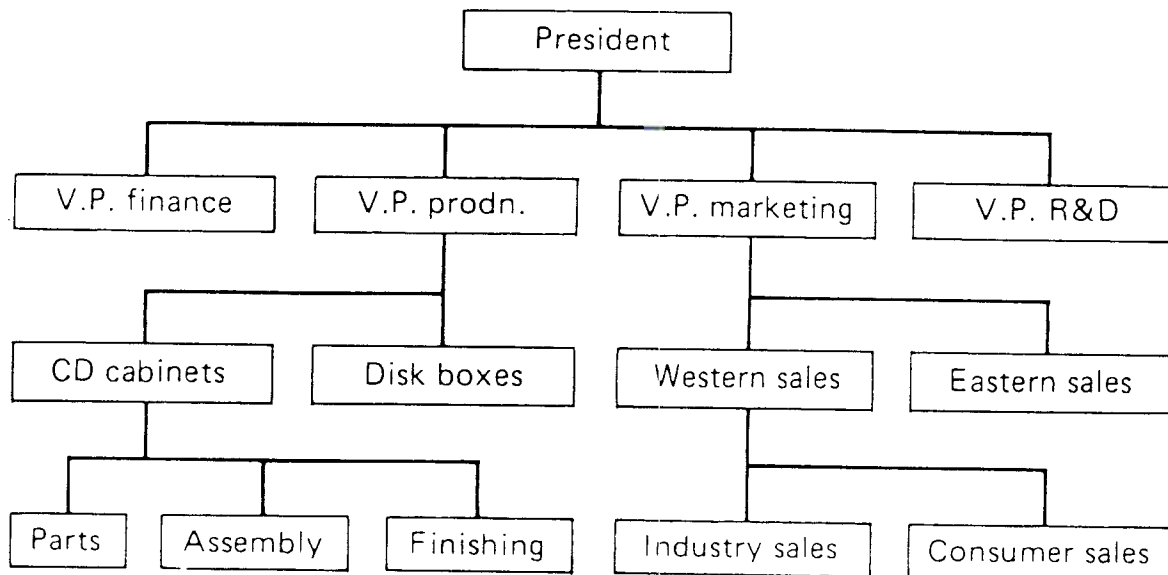 President
V.P. finance
V.P. prodn.
V.P. marketing
V.P. R&D
CD cabinets
Disk boxes
Western sales
Eastern sales
Parts
Assembly
Finishing
Industry sales
Consumer sales